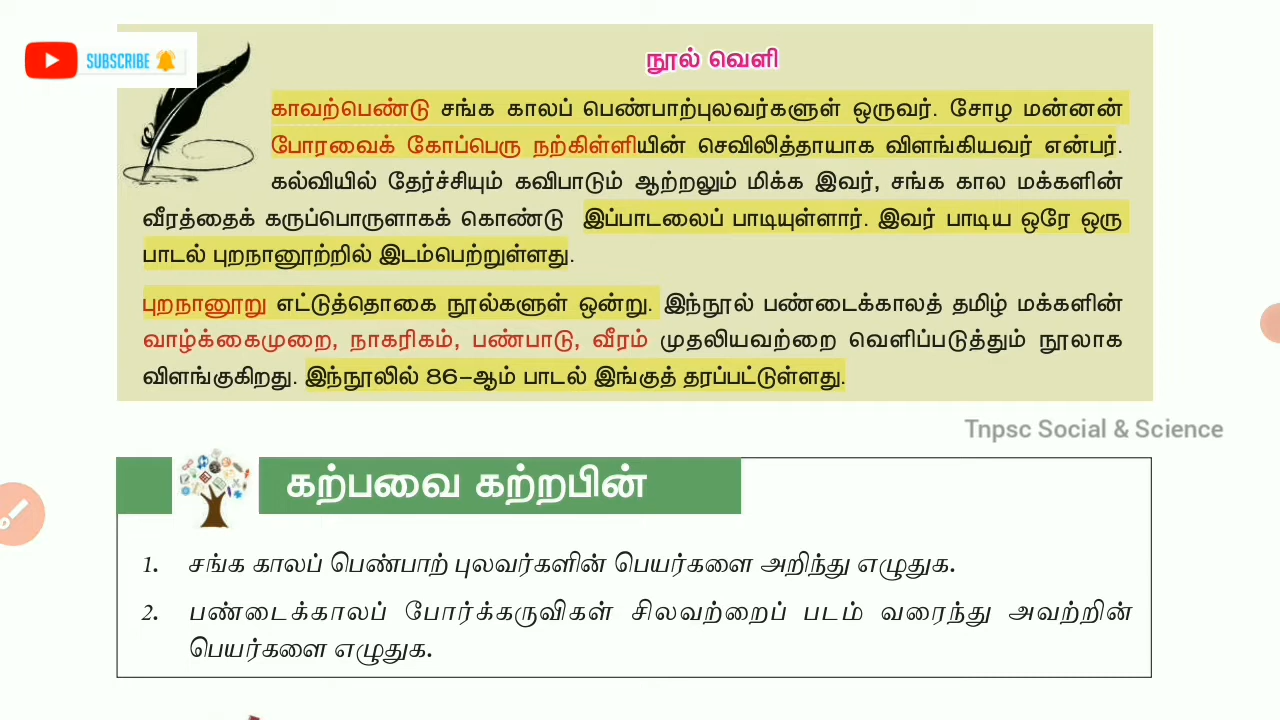 SUBSCRIBE
நூல் வெளி
காவற்பெண்டு சங்க காலப் பெண்பாற்புலவர்களுள் ஒருவர். சோழ மன்னன்
போரவைக் கோப்பெரு நற்கிள்ளியின் செவிலித்தாயாக விளங்கியவர் என்பர்.
கல்வியில் தேர்ச்சியும் கவிபாடும் ஆற்றலும் மிக்க இவர், சங்க கால மக்களின்
வீரத்தைக் கருப்பொருளாகக் கொண்டு இப்பாடலைப் பாடியுள்ளார். இவர் பாடிய ஒரே ஒரு
பாடல் புறநானூற்றில் இடம்பெற்றுள்ளது.
புறநானூறு எட்டுத்தொகை நூல்களுள் ஒன்று. இந்நூல் பண்டைக்காலத் தமிழ் மக்களின்
வாழ்க்கைமுறை, நாகரிகம், பண்பாடு, வீரம் முதலியவற்றை வெளிப்படுத்தும் நூலாக
விளங்குகிறது. இந்நூலில் 86-ஆம் பாடல் இங்குத் தரப்பட்டுள்ளது.
Tnpsc Social & Science
கற்பவை கற்றபின்
1. சங்க காலப் பெண்பாற் புலவர்களின் பெயர்களை அறிந்து எழுதுக.
2. பண்டைக்காலப் போர்க்கருவிகள் சிலவற்றைப் படம் வரைந்து அவற்றின்
பெயர்களை எழுதுக.